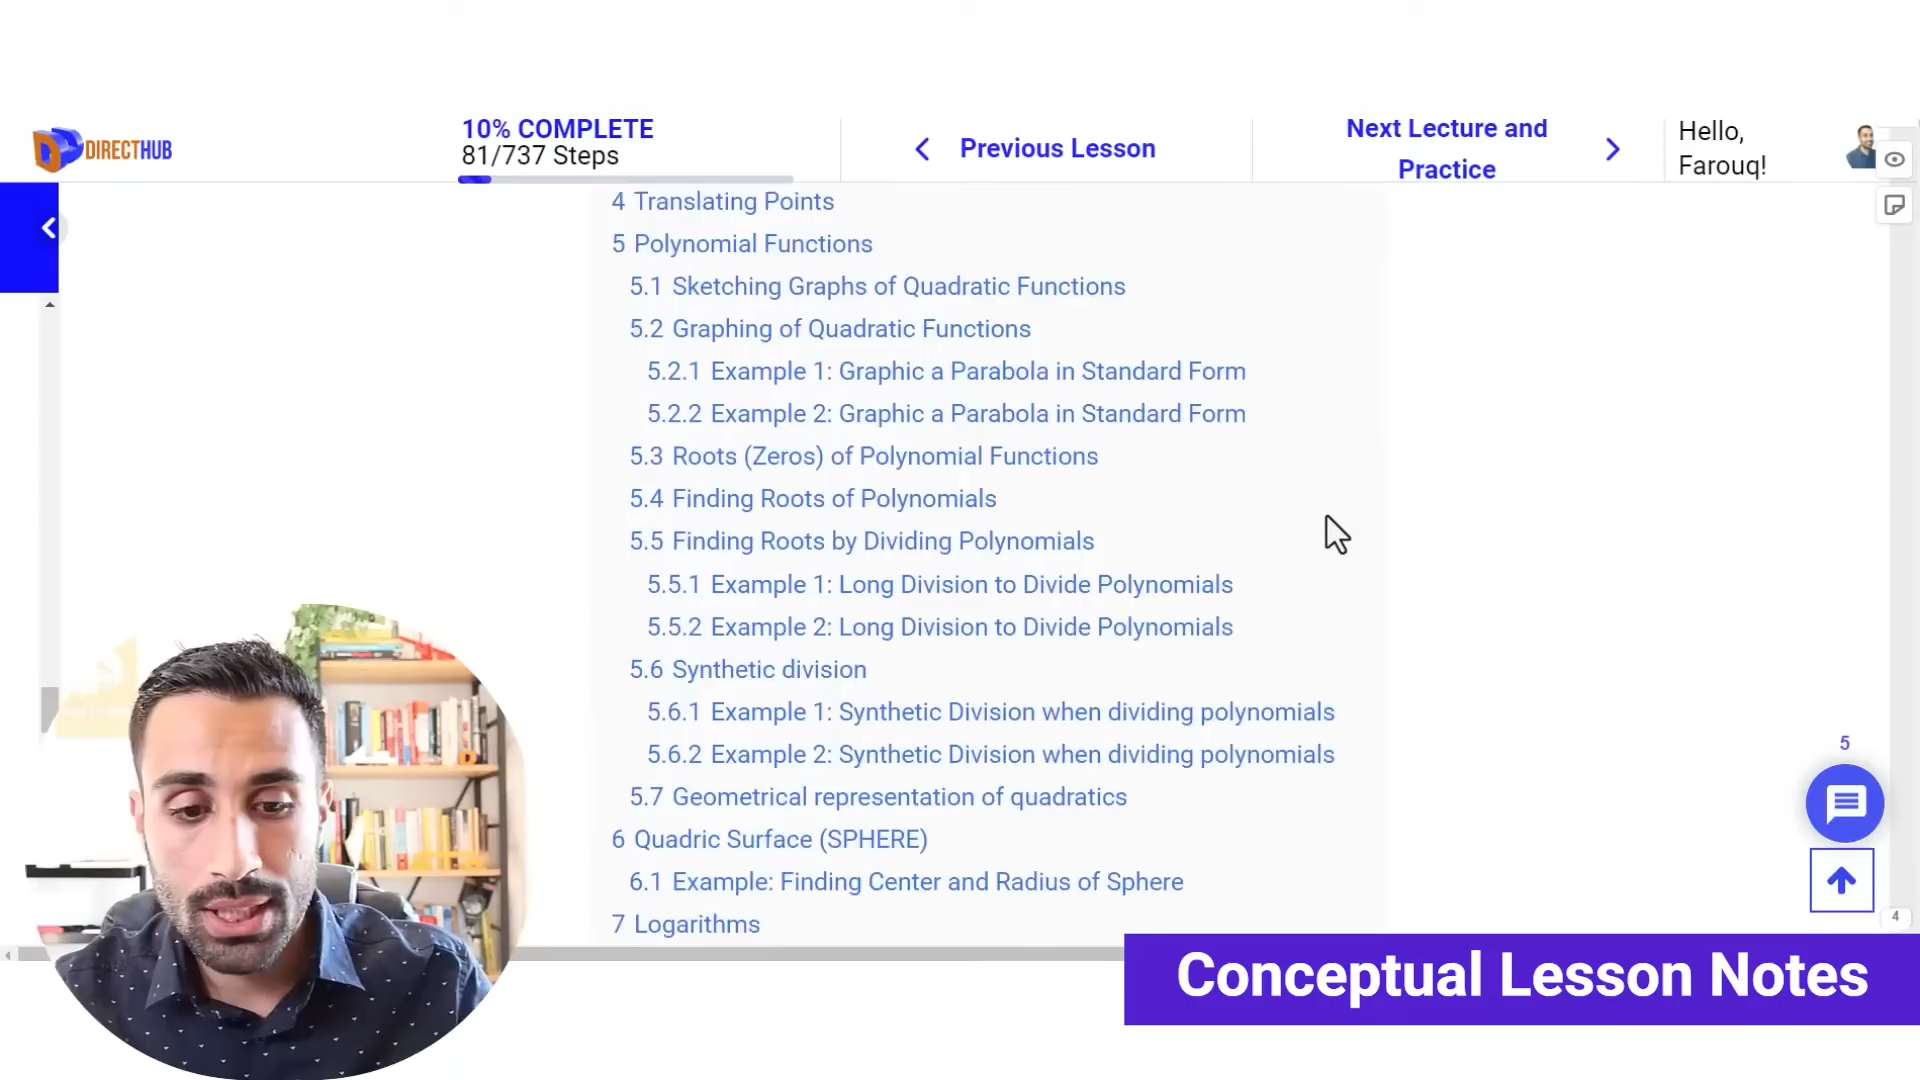 DIRECTHUB
10% COMPLETE
81/737 Steps
Previous Lesson
Next Lecture and
Practice
Hello,
Farouq!
4 Translating Points
5 Polynomial Functions
5.1 Sketching Graphs of Quadratic Functions
5.2 Graphing of Quadratic Functions
5.2.1 Example 1: Graphic a Parabola in Standard Form
5.2.2 Example 2: Graphic a Parabola in Standard Form
5.3 Roots (Zeros) of Polynomial Functions
5.4 Finding Roots of Polynomials
5.5 Finding Roots by Dividing Polynomials
5.5.1 Example 1: Long Division to Divide Polynomials
5.5.2 Example 2: Long Division to Divide Polynomials
5.6 Synthetic division
5.6.1 Example 1: Synthetic Division when dividing polynomials
5.6.2 Example 2: Synthetic Division when dividing polynomials
5.7 Geometrical representation of quadratics
6 Quadric Surface (SPHERE)
6.1 Example: Finding Center and Radius of Sphere
7 Logarithms
5
4
Conceptual Lesson Notes